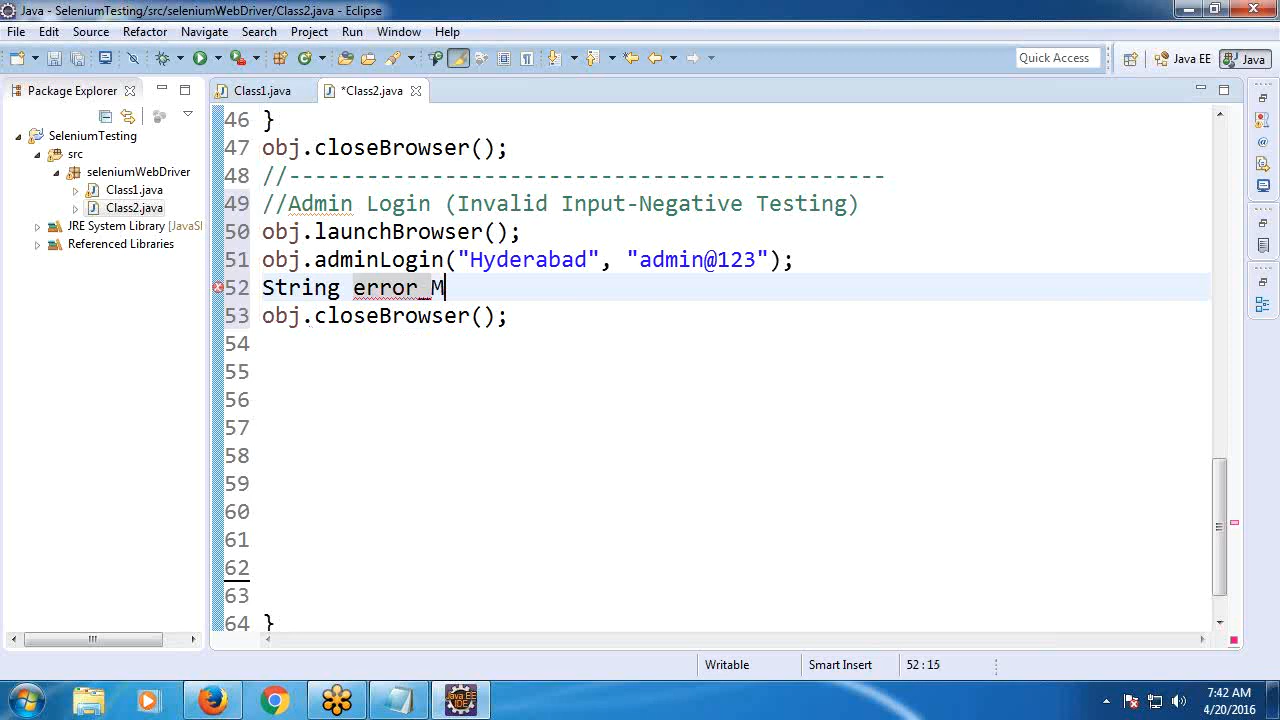 Java - SeleniumTesting/src/seleniumWebDriver/Class2.java - Eclipse
File Edit Source Refactor Navigate Search Project Run Window Help
Quick Access Java EE Java
Package Explorer Class1.java *Class2.java
SeleniumTesting
src
seleniumWebDriver
Class1.java
Class2.java
JRE System Library [JavaSI
Referenced Libraries
46 }
47 obj.closeBrowser();
48 //----------------------------------------------
49 //Admin Login (Invalid Input-Negative Testing)
50 obj.launchBrowser();
51 obj.adminLogin("Hyderabad", "admin@123");
52 String error_M
53 obj.closeBrowser();
54
55
56
57
58
59
60
61
62
63
64 }
Writable Smart Insert 52 : 15
7:42 AM
4/20/2016